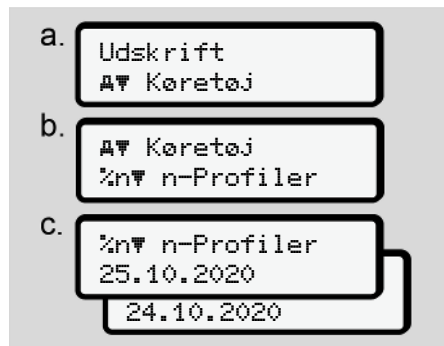 a.
Udskrift
Køretøj
b.
Køretøj
%n▼ n-Profiler
c.
%n▼ n-Profiler
25.10.2020
24.10.2020